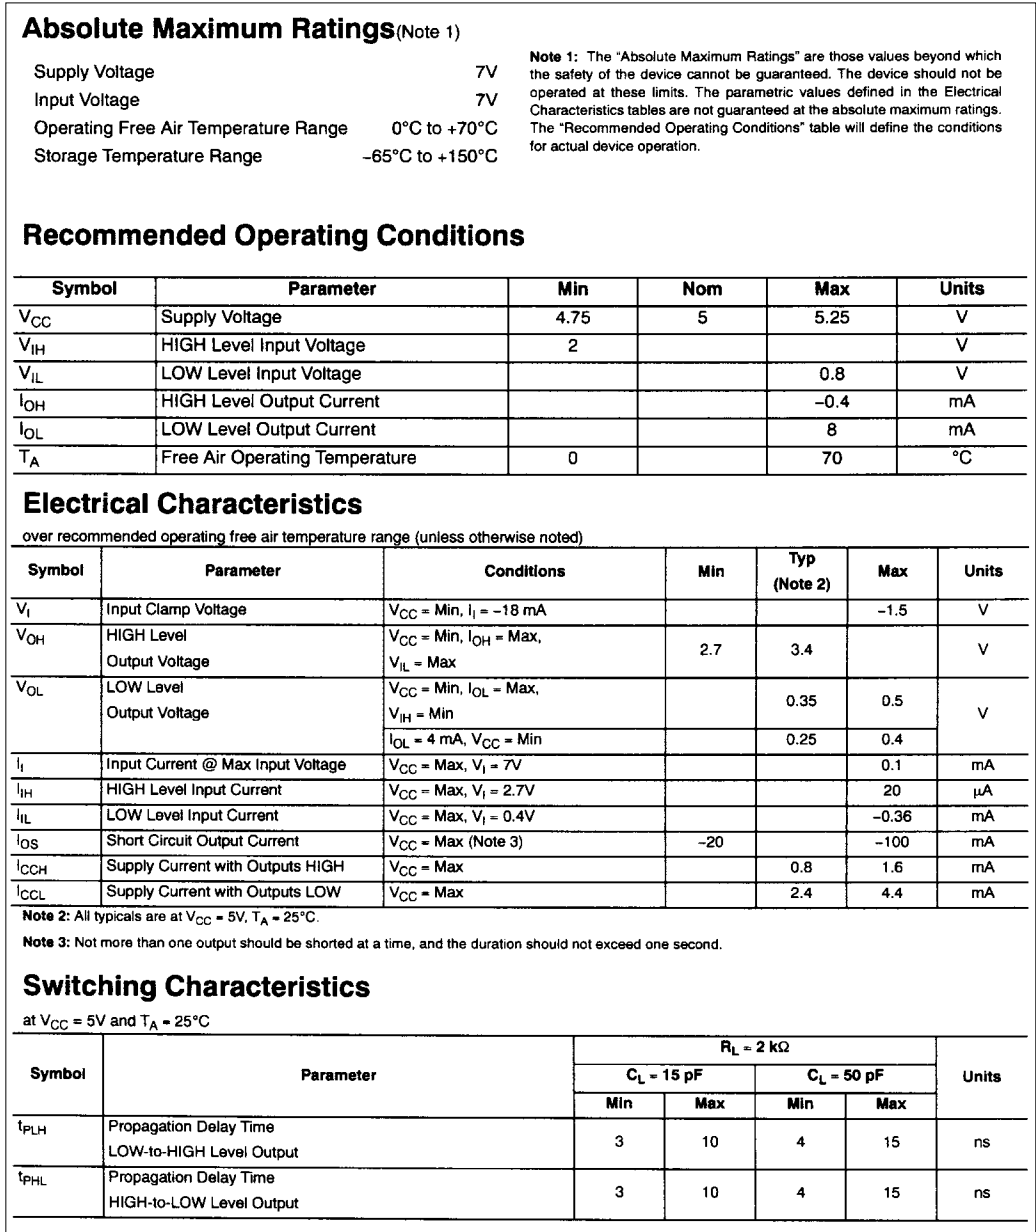 Absolute Maximum Ratings(Note 1)
Supply Voltage 7V
Input Voltage 7V
Operating Free Air Temperature Range 0°C to +70°C
Storage Temperature Range −65°C to +150°C
Note 1: The "Absolute Maximum Ratings" are those values beyond which
the safety of the device cannot be guaranteed. The device should not be
operated at these limits. The parametric values defined in the Electrical
Characteristics tables are not guaranteed at the absolute maximum ratings.
The "Recommended Operating Conditions" table will define the conditions
for actual device operation.
Recommended Operating Conditions
Symbol Parameter Min Nom Max Units
VCC Supply Voltage 4.75 5 5.25 V
VIH HIGH Level Input Voltage 2 V
VIL LOW Level Input Voltage 0.8 V
IOH HIGH Level Output Current −0.4 mA
IOL LOW Level Output Current 8 mA
TA Free Air Operating Temperature 0 70 °C
Electrical Characteristics
over recommended operating free air temperature range (unless otherwise noted)
Symbol Parameter Conditions Min Typ (Note 2) Max Units
VI Input Clamp Voltage VCC = Min, II = −18 mA −1.5 V
VOH HIGH Level VCC = Min, IOH = Max, 2.7 3.4 V
Output Voltage VIL = Max
VOL LOW Level VCC = Min, IOL = Max, 0.35 0.5 V
Output Voltage VIH = Min
IOL = 4 mA, VCC = Min 0.25 0.4
II Input Current @ Max Input Voltage VCC = Max, VI = 7V 0.1 mA
IIH HIGH Level Input Current VCC = Max, VI = 2.7V 20 μA
IIL LOW Level Input Current VCC = Max, VI = 0.4V −0.36 mA
IOS Short Circuit Output Current VCC = Max (Note 3) −20 −100 mA
ICCH Supply Current with Outputs HIGH VCC = Max 0.8 1.6 mA
ICCL Supply Current with Outputs LOW VCC = Max 2.4 4.4 mA
Note 2: All typicals are at VCC = 5V, TA = 25°C.
Note 3: Not more than one output should be shorted at a time, and the duration should not exceed one second.
Switching Characteristics
at VCC = 5V and TA = 25°C
RL = 2 kΩ
Symbol Parameter CL = 15 pF CL = 50 pF Units
Min Max Min Max
tPLH Propagation Delay Time 3 10 4 15 ns
LOW-to-HIGH Level Output
tPHL Propagation Delay Time 3 10 4 15 ns
HIGH-to-LOW Level Output